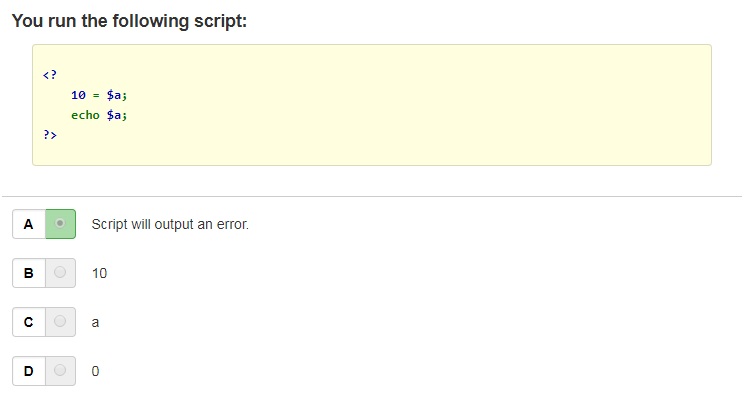 You run the following script:
<?
10 = $a;
echo $a;
?>
A Script will output an error.
B 10
C a
D 0